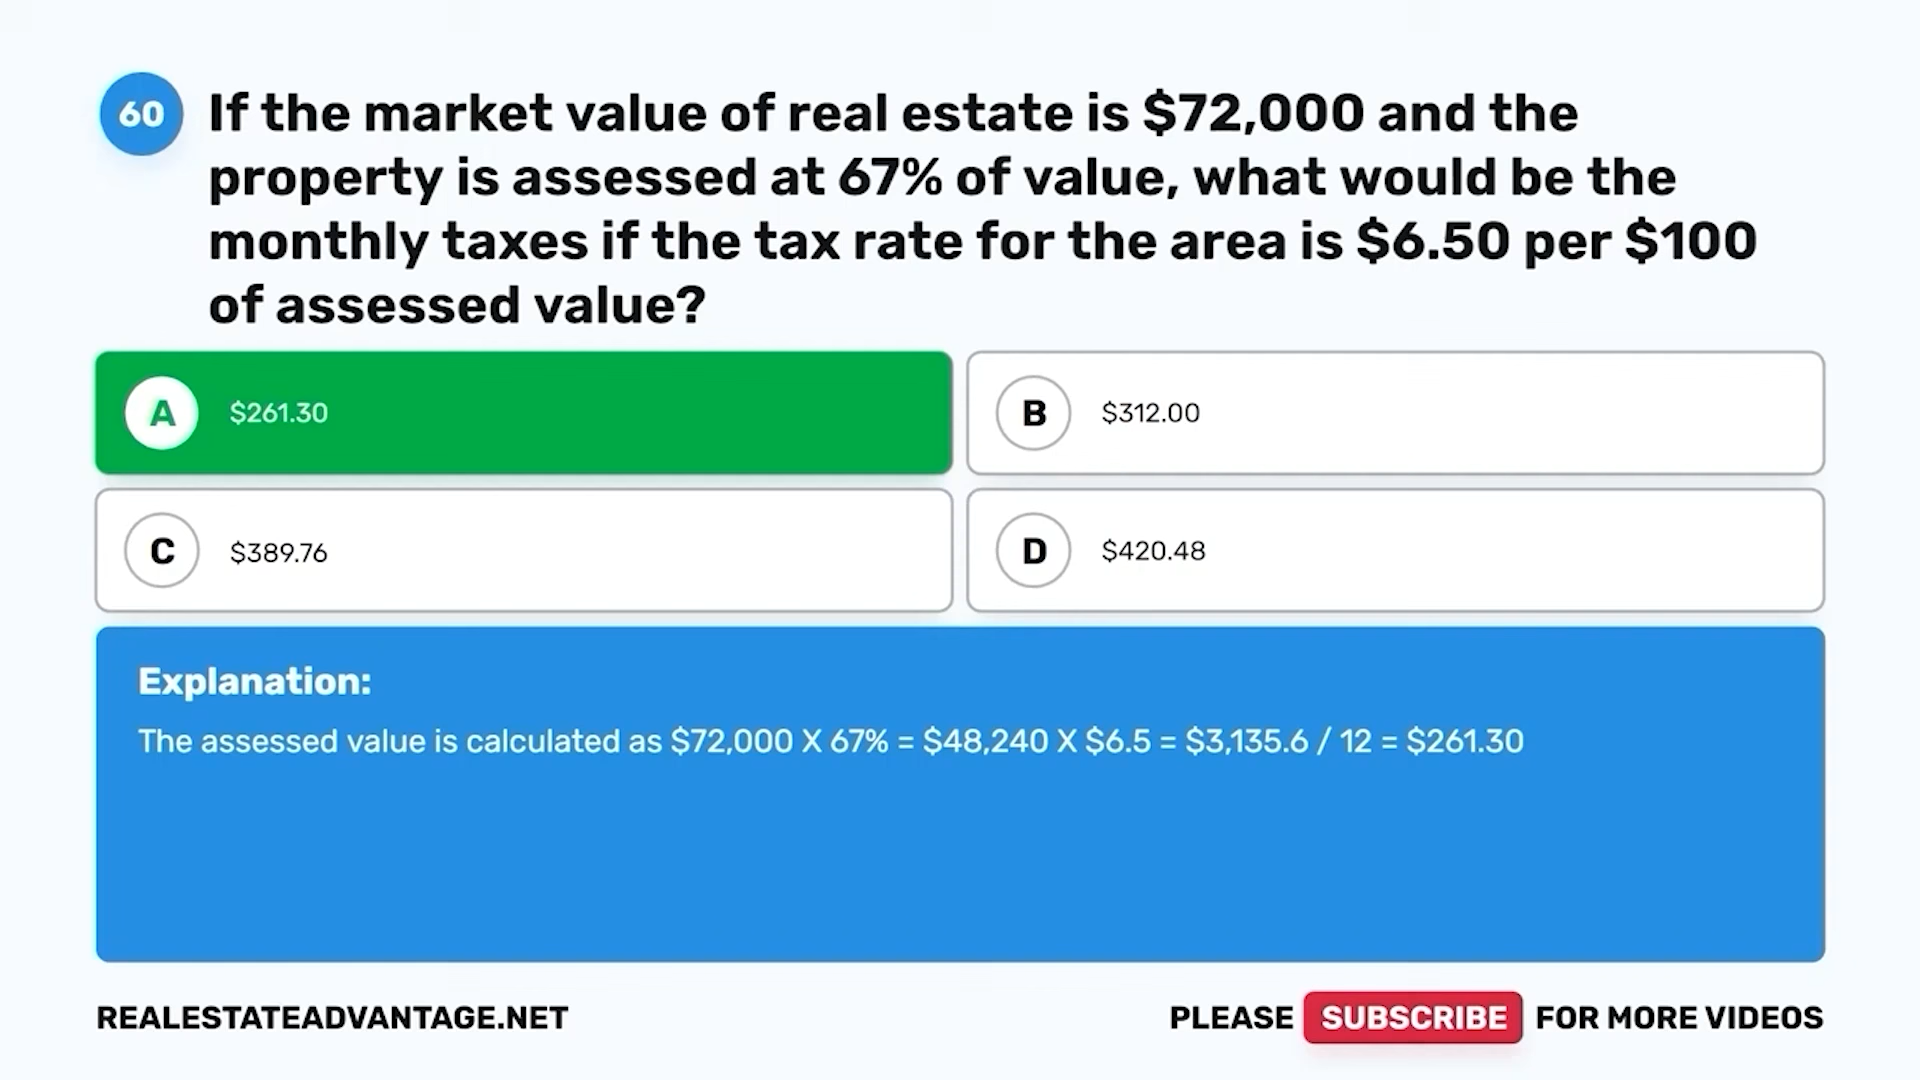 60
If the market value of real estate is $72,000 and the
property is assessed at 67% of value, what would be the
monthly taxes if the tax rate for the area is $6.50 per $100
of assessed value?
A $261.30
B $312.00
C $389.76
D $420.48
Explanation:
The assessed value is calculated as $72,000 X 67% = $48,240 X $6.5 = $3,135.6 / 12 = $261.30
REALESTATEADVANTAGE.NET
PLEASE SUBSCRIBE FOR MORE VIDEOS